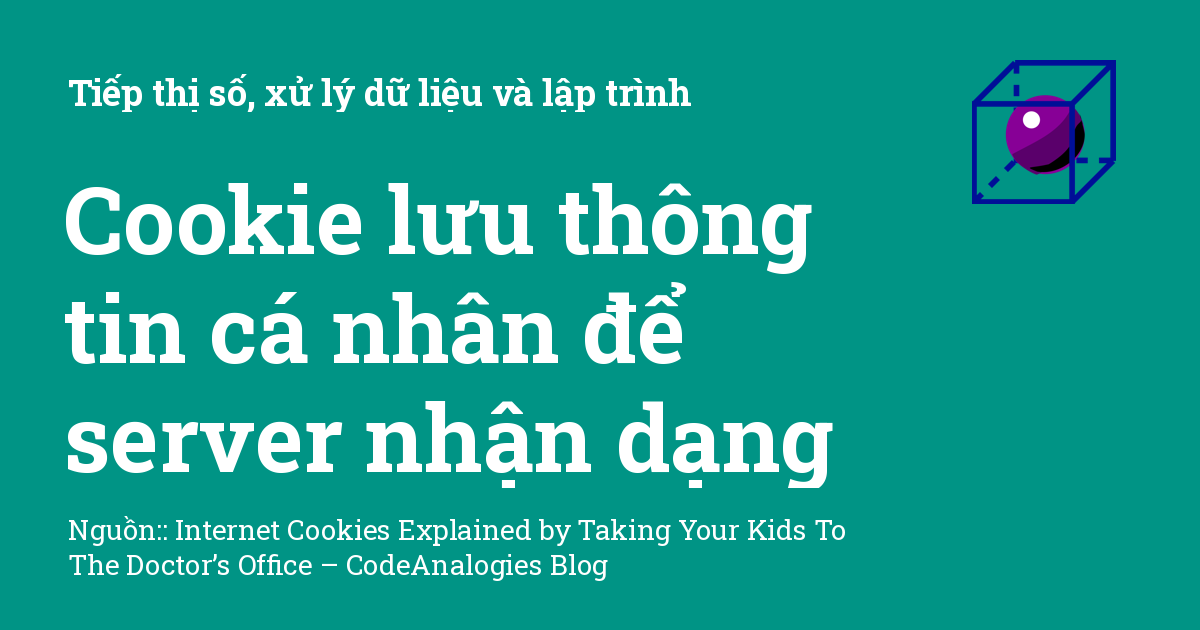 Tiếp thị số, xử lý dữ liệu và lập trình
Cookie lưu thông
tin cá nhân để
server nhận dạng
Nguồn:: Internet Cookies Explained by Taking Your Kids To
The Doctor’s Office – CodeAnalogies Blog